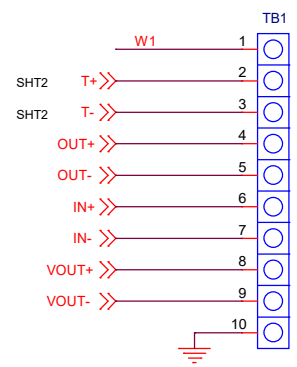 TB1
W1 1
SHT2 T+ 2
SHT2 T- 3
OUT+ 4
OUT- 5
IN+ 6
IN- 7
VOUT+ 8
VOUT- 9
10